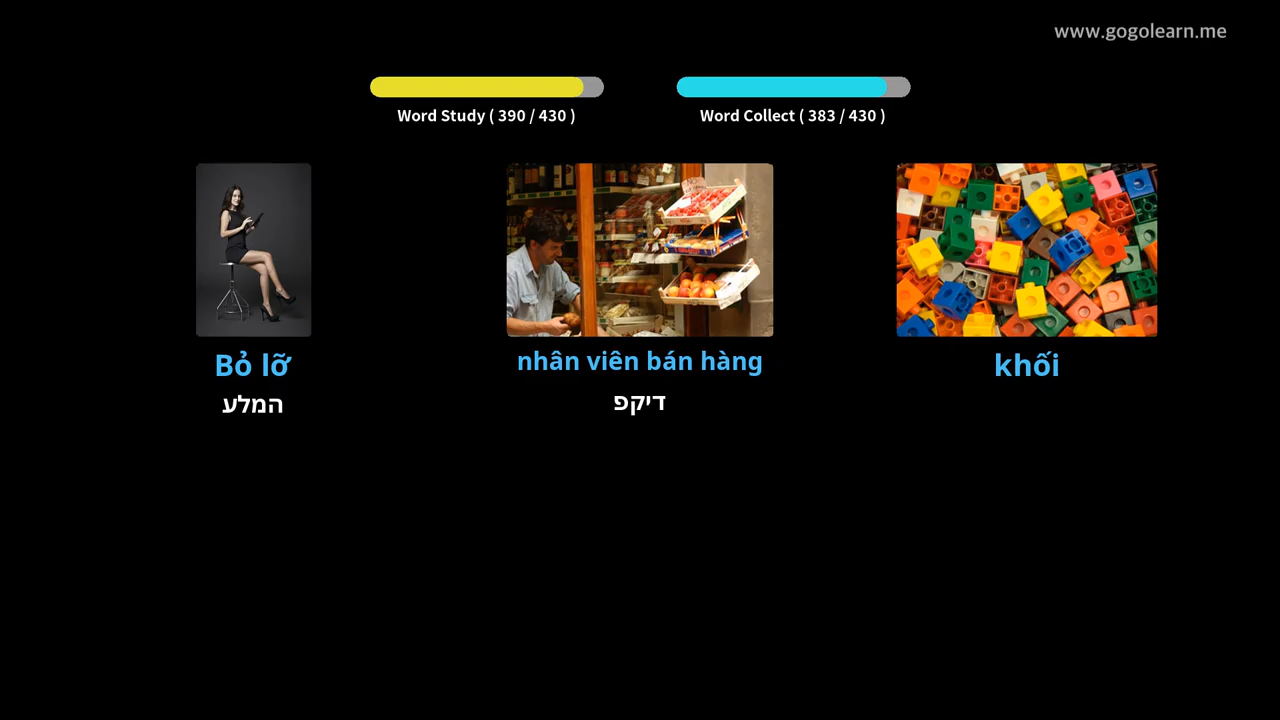 www.gogolearn.me
Word Study ( 390 / 430 )
Word Collect ( 383 / 430 )
Bỏ lỡ
המלע
nhân viên bán hàng
דיקפ
khối